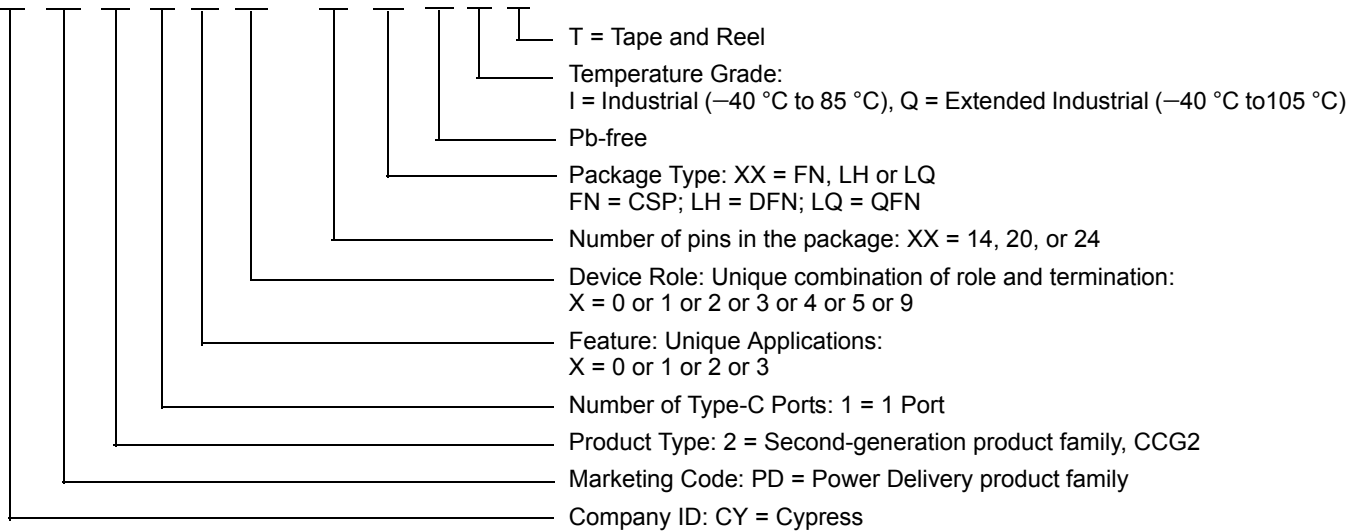 T = Tape and Reel
Temperature Grade:
I = Industrial (–40 °C to 85 °C), Q = Extended Industrial (–40 °C to105 °C)
Pb-free
Package Type: XX = FN, LH or LQ
FN = CSP; LH = DFN; LQ = QFN
Number of pins in the package: XX = 14, 20, or 24
Device Role: Unique combination of role and termination:
X = 0 or 1 or 2 or 3 or 4 or 5 or 9
Feature: Unique Applications:
X = 0 or 1 or 2 or 3
Number of Type-C Ports: 1 = 1 Port
Product Type: 2 = Second-generation product family, CCG2
Marketing Code: PD = Power Delivery product family
Company ID: CY = Cypress